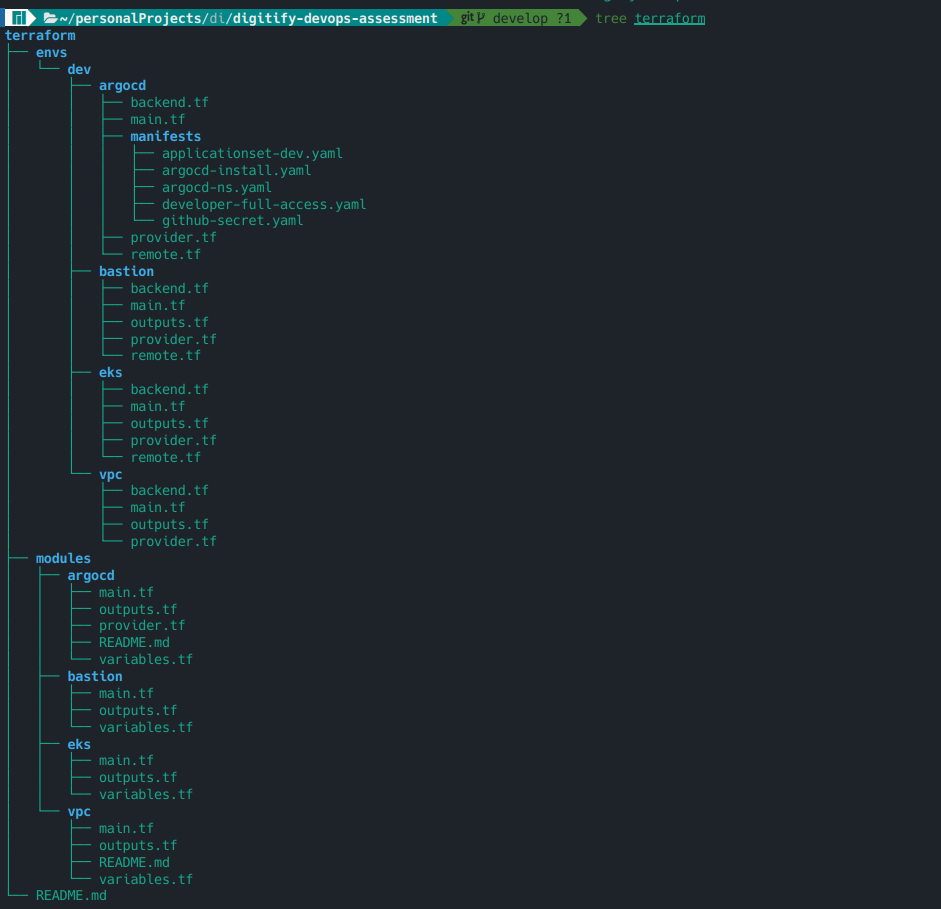 ~/personalProjects/di/digitify-devops-assessment git develop ?1 tree terraform
terraform
├── envs
│   └── dev
│       ├── argocd
│       │   ├── backend.tf
│       │   ├── main.tf
│       │   ├── manifests
│       │   │   ├── applicationset-dev.yaml
│       │   │   ├── argocd-install.yaml
│       │   │   ├── argocd-ns.yaml
│       │   │   ├── developer-full-access.yaml
│       │   │   └── github-secret.yaml
│       │   ├── provider.tf
│       │   └── remote.tf
│       ├── bastion
│       │   ├── backend.tf
│       │   ├── main.tf
│       │   ├── outputs.tf
│       │   ├── provider.tf
│       │   └── remote.tf
│       ├── eks
│       │   ├── backend.tf
│       │   ├── main.tf
│       │   ├── outputs.tf
│       │   ├── provider.tf
│       │   └── remote.tf
│       └── vpc
│           ├── backend.tf
│           ├── main.tf
│           ├── outputs.tf
│           └── provider.tf
├── modules
│   ├── argocd
│   │   ├── main.tf
│   │   ├── outputs.tf
│   │   ├── provider.tf
│   │   ├── README.md
│   │   └── variables.tf
│   ├── bastion
│   │   ├── main.tf
│   │   ├── outputs.tf
│   │   └── variables.tf
│   ├── eks
│   │   ├── main.tf
│   │   ├── outputs.tf
│   │   └── variables.tf
│   └── vpc
│       ├── main.tf
│       ├── outputs.tf
│       ├── README.md
│       └── variables.tf
└── README.md